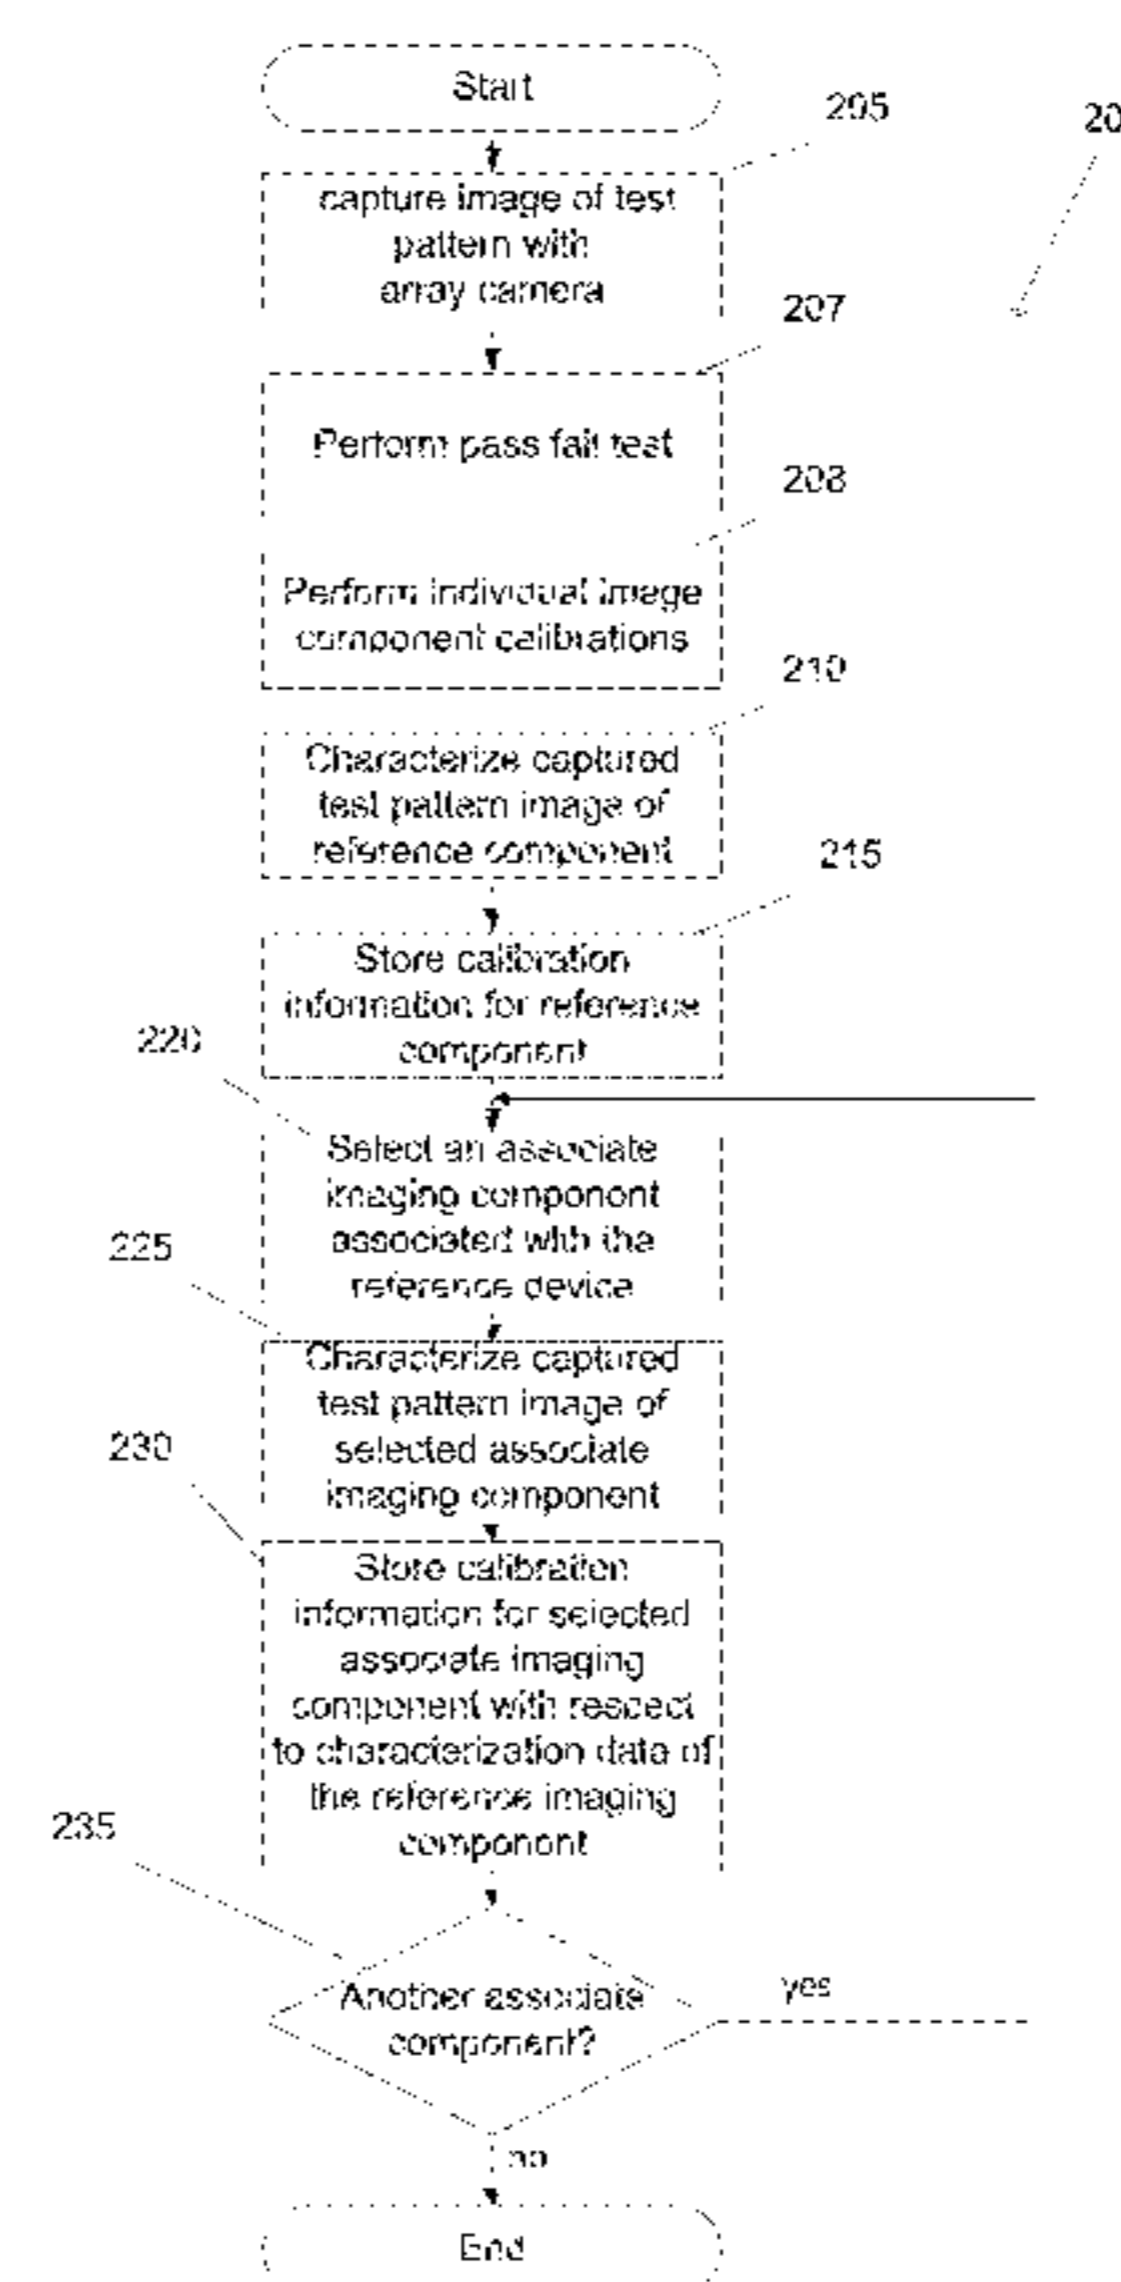 Start
205
20
capture image of test
pattern with
array camera
207
Perform pass fail test
208
Perform individual image
component calibrations
210
Characterize captured
test pattern image of
reference component
215
Store calibration
information for reference
component
220
Select an associate
imaging component
associated with the
reference device
225
Characterize captured
test pattern image of
selected associate
imaging component
230
Store calibration
information for selected
associate imaging
component with respect
to characterization data of
the reference imaging
component
235
Another associate
component?
yes
no
End